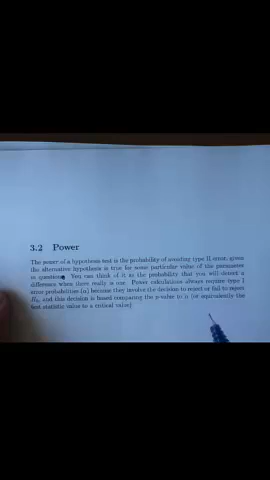 3.2 Power
The power of a hypothesis test is the probability of avoiding type II error, given
the alternative hypothesis is true for some particular value of the parameter
in question. You can think of it as the probability that you will detect a
difference when there really is one. Power calculations always require type I
error probabilities (α) because they involve the decision to reject or fail to reject
H₀, and this decision is based comparing the p-value to α (or equivalently the
test statistic value to a critical value)